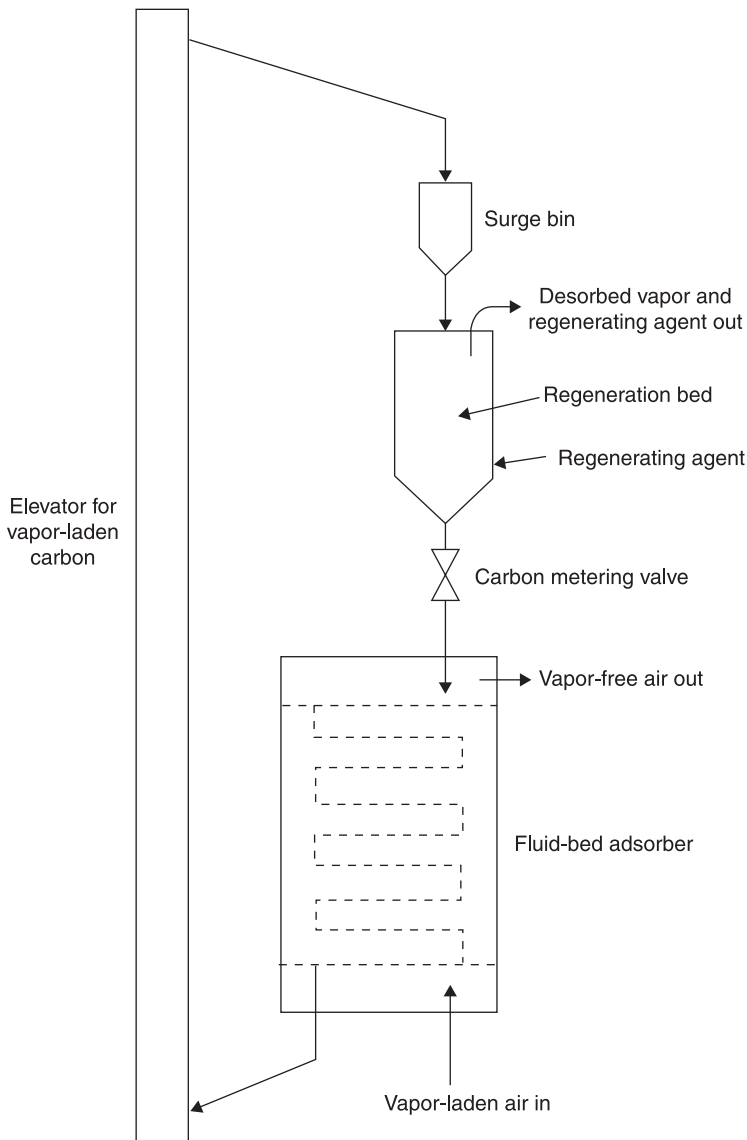 Surge bin
Desorbed vapor and
regenerating agent out
Regeneration bed
Regenerating agent
Elevator for
vapor-laden
carbon
Carbon metering valve
Vapor-free air out
Fluid-bed adsorber
Vapor-laden air in